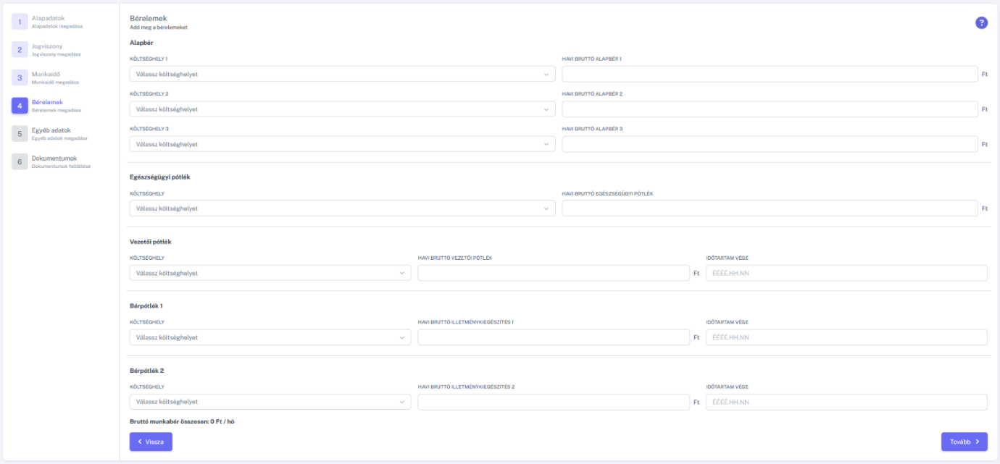 1
Alapadatok
Alapadatok megadása
2
Jogviszony
Jogviszony megadása
3
Munkaidő
Munkaidő megadása
4
Bérelemek
Bérelemek megadása
5
Egyéb adatok
Egyéb adatok megadása
6
Dokumentumok
Dokumentumok feltöltése
Bérelemek
Add meg a bérelemeket
?
Alapbér
KÖLTSÉGHELY 1 HAVI BRUTTÓ ALAPBÉR 1
Válassz költséghelyet Ft
KÖLTSÉGHELY 2 HAVI BRUTTÓ ALAPBÉR 2
Válassz költséghelyet Ft
KÖLTSÉGHELY 3 HAVI BRUTTÓ ALAPBÉR 3
Válassz költséghelyet Ft
Egészségügyi pótlék
KÖLTSÉGHELY HAVI BRUTTÓ EGÉSZSÉGÜGYI PÓTLÉK
Válassz költséghelyet Ft
Vezetői pótlék
KÖLTSÉGHELY HAVI BRUTTÓ VEZETŐI PÓTLÉK IDŐTARTAM VÉGE
Válassz költséghelyet Ft ÉÉÉÉ.HH.NN
Bérpótlék 1
KÖLTSÉGHELY HAVI BRUTTÓ ILLETMÉNYKIEGÉSZÍTÉS 1 IDŐTARTAM VÉGE
Válassz költséghelyet Ft ÉÉÉÉ.HH.NN
Bérpótlék 2
KÖLTSÉGHELY HAVI BRUTTÓ ILLETMÉNYKIEGÉSZÍTÉS 2 IDŐTARTAM VÉGE
Válassz költséghelyet Ft ÉÉÉÉ.HH.NN
Bruttó munkabér összesen: 0 Ft / hó
Vissza Tovább